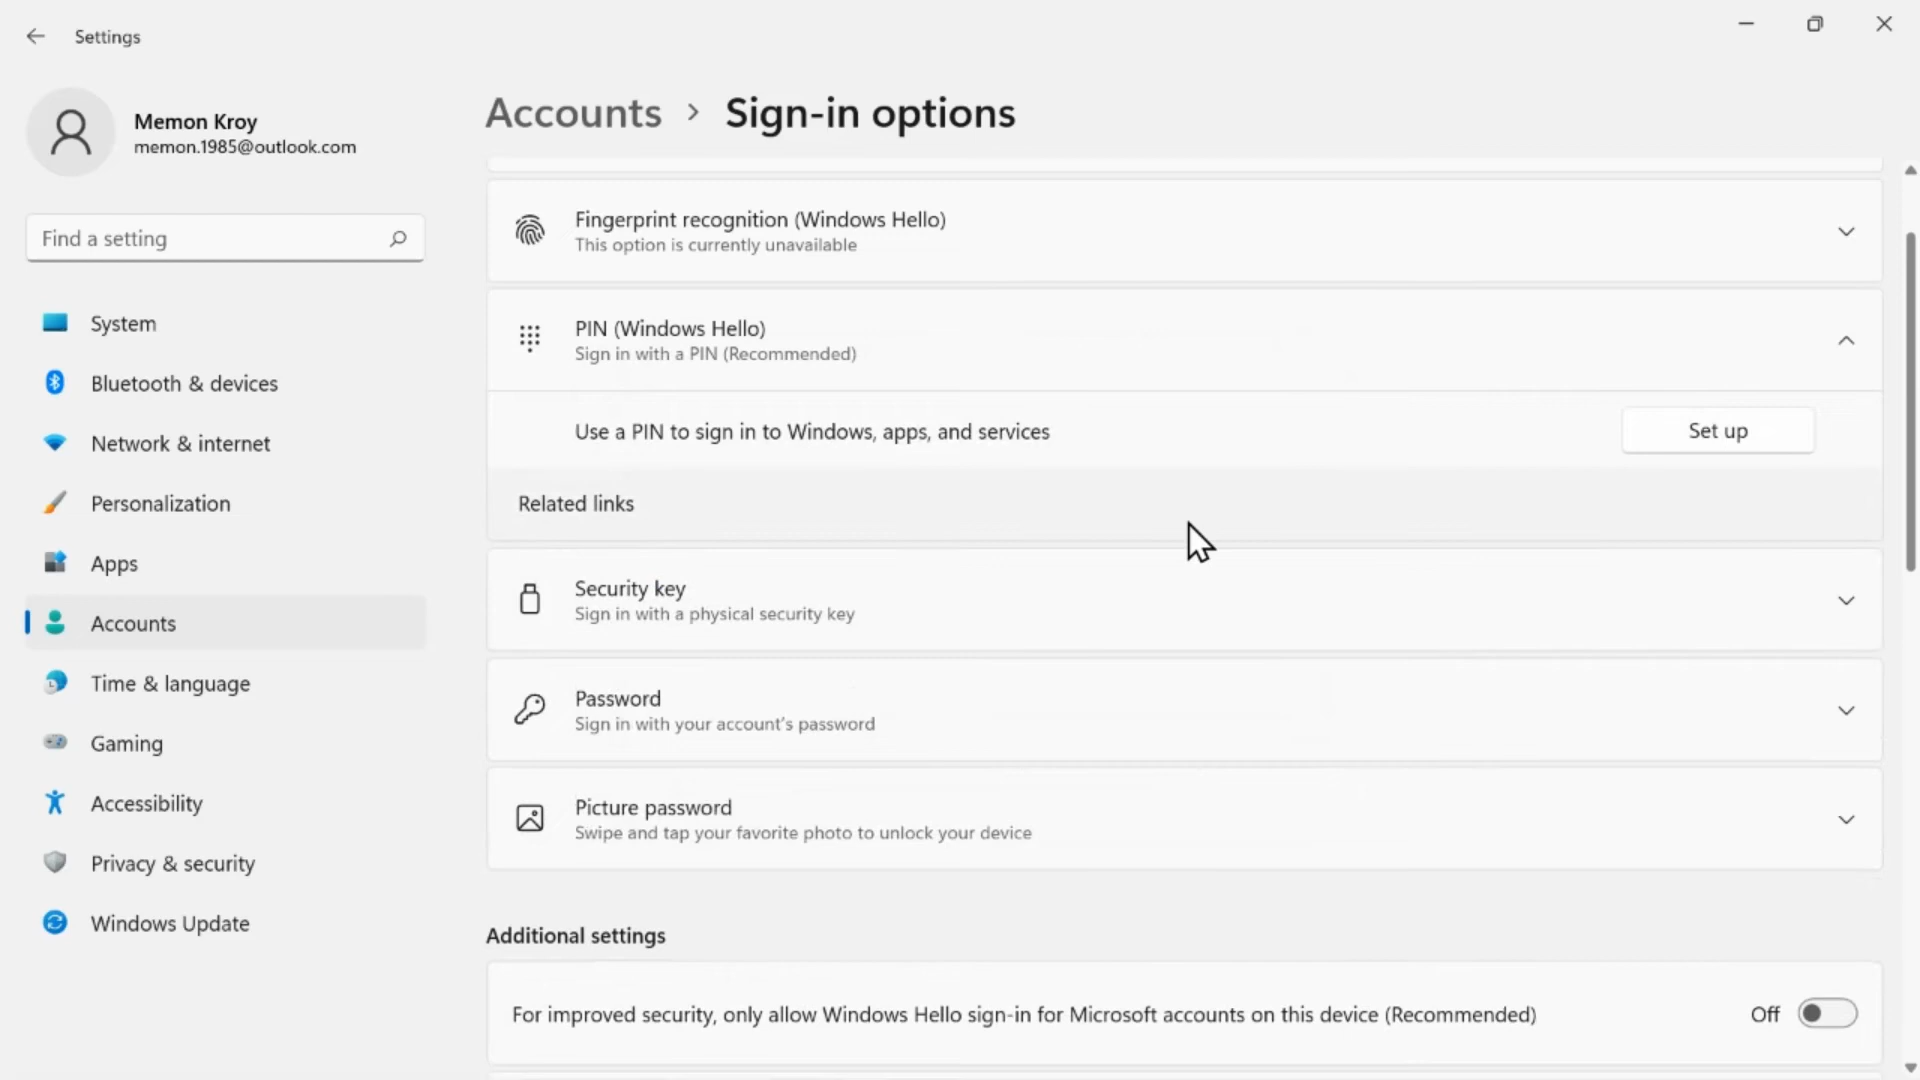 Settings
Memon Kroy
memon.1985@outlook.com
Find a setting
System
Bluetooth & devices
Network & internet
Personalization
Apps
Accounts
Time & language
Gaming
Accessibility
Privacy & security
Windows Update
Accounts › Sign-in options
Fingerprint recognition (Windows Hello)
This option is currently unavailable
PIN (Windows Hello)
Sign in with a PIN (Recommended)
Use a PIN to sign in to Windows, apps, and services
Set up
Related links
Security key
Sign in with a physical security key
Password
Sign in with your account's password
Picture password
Swipe and tap your favorite photo to unlock your device
Additional settings
For improved security, only allow Windows Hello sign-in for Microsoft accounts on this device (Recommended)
Off